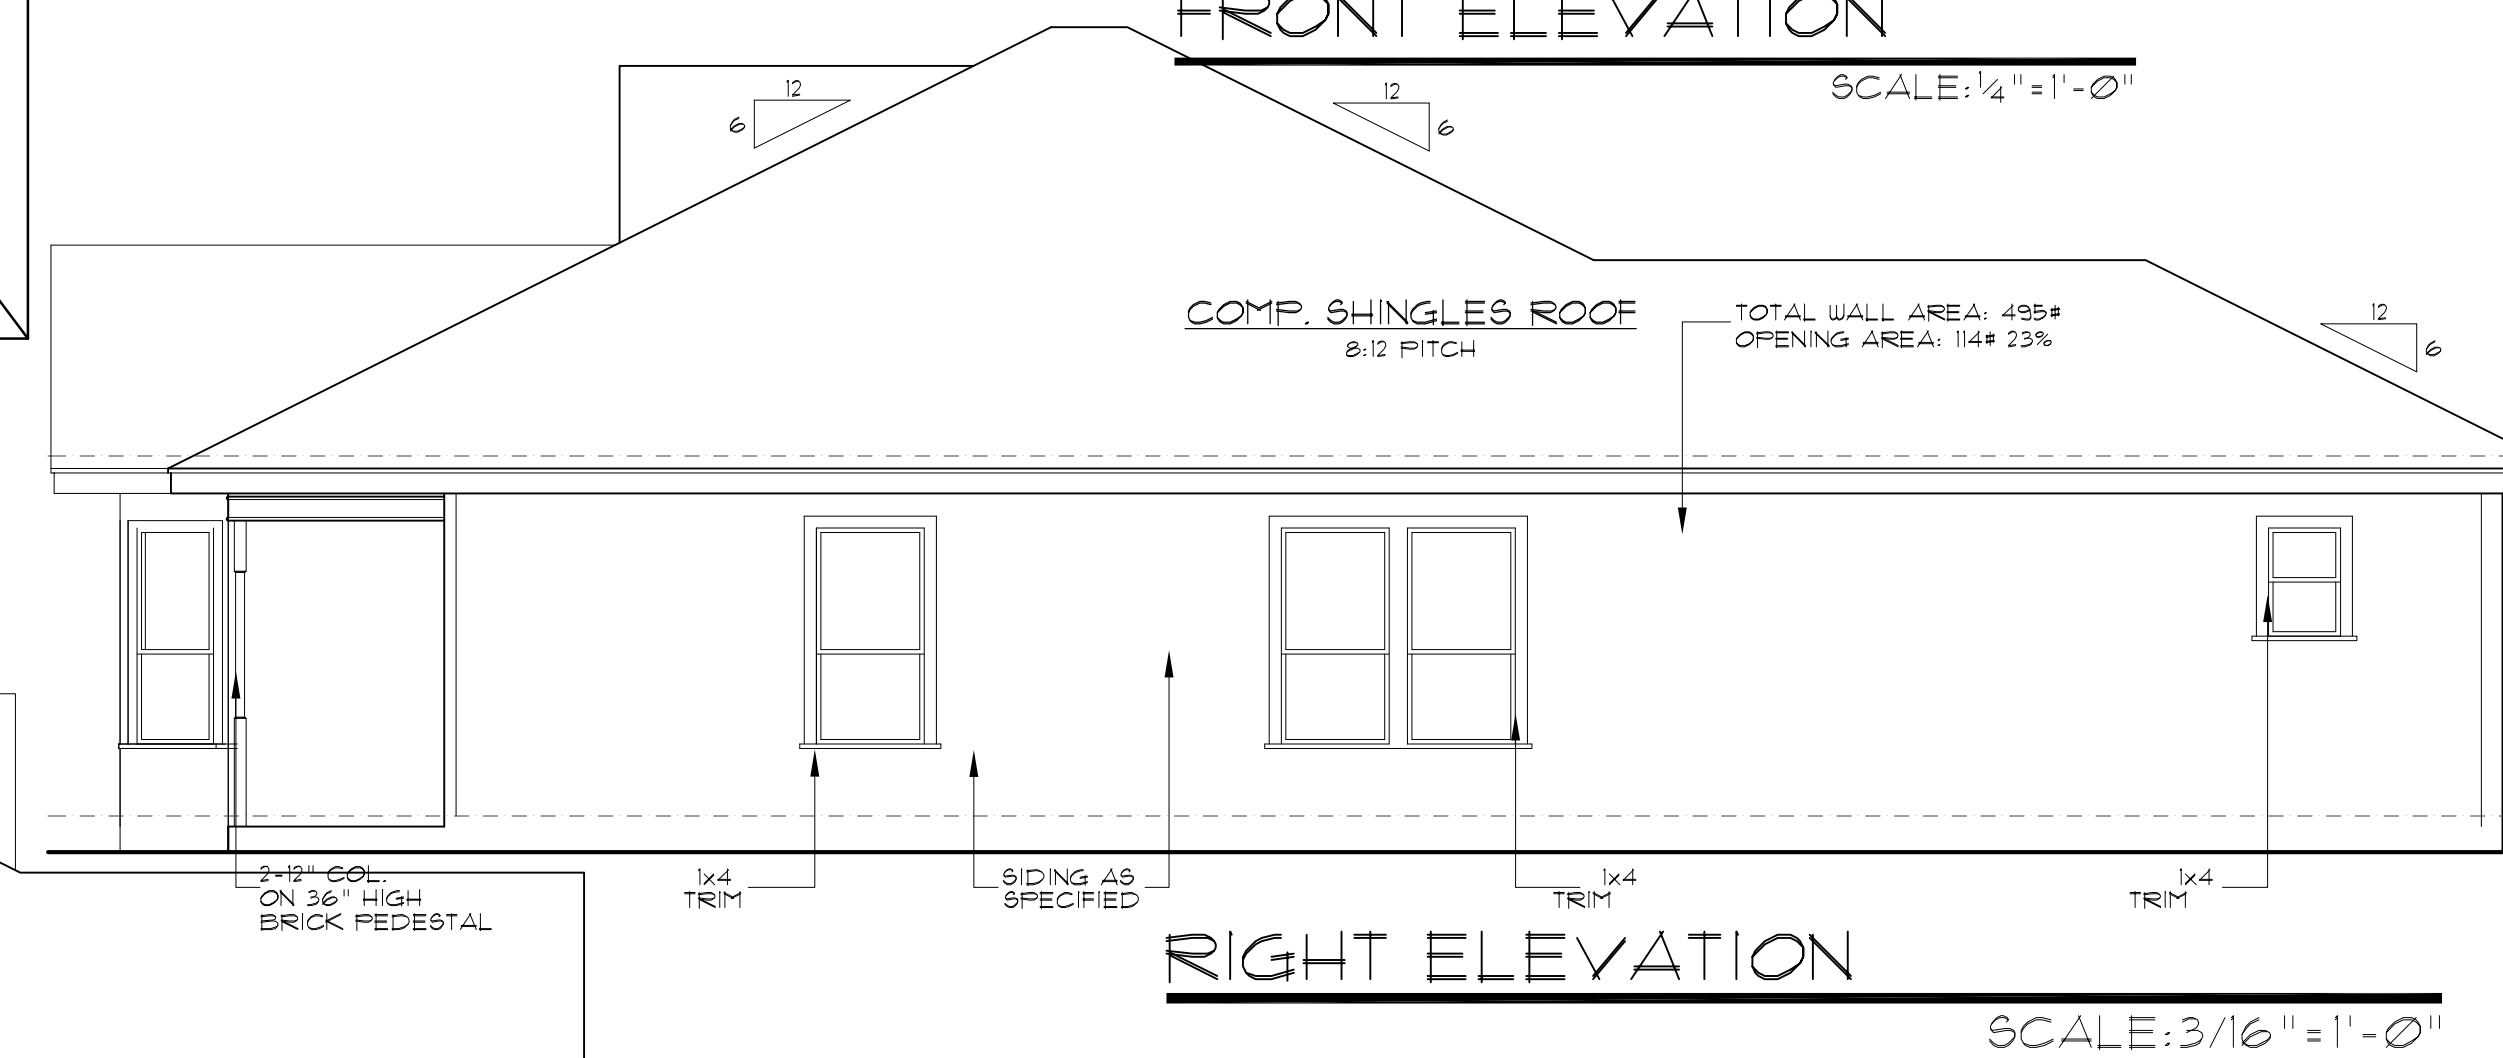 FRONT ELEVATION
SCALE:1/4"=1'-0"
12
6
12
6
COMP. SHINGLES ROOF
8:12 PITCH
TOTAL WALL AREA: 495#
OPENING AREA: 114# 23%
12
6
2-12" COL.
ON 36" HIGH
BRICK PEDESTAL
1x4
TRIM
SIDING AS
SPECIFIED
1x4
TRIM
1x4
TRIM
RIGHT ELEVATION
SCALE:3/16"=1'-0"